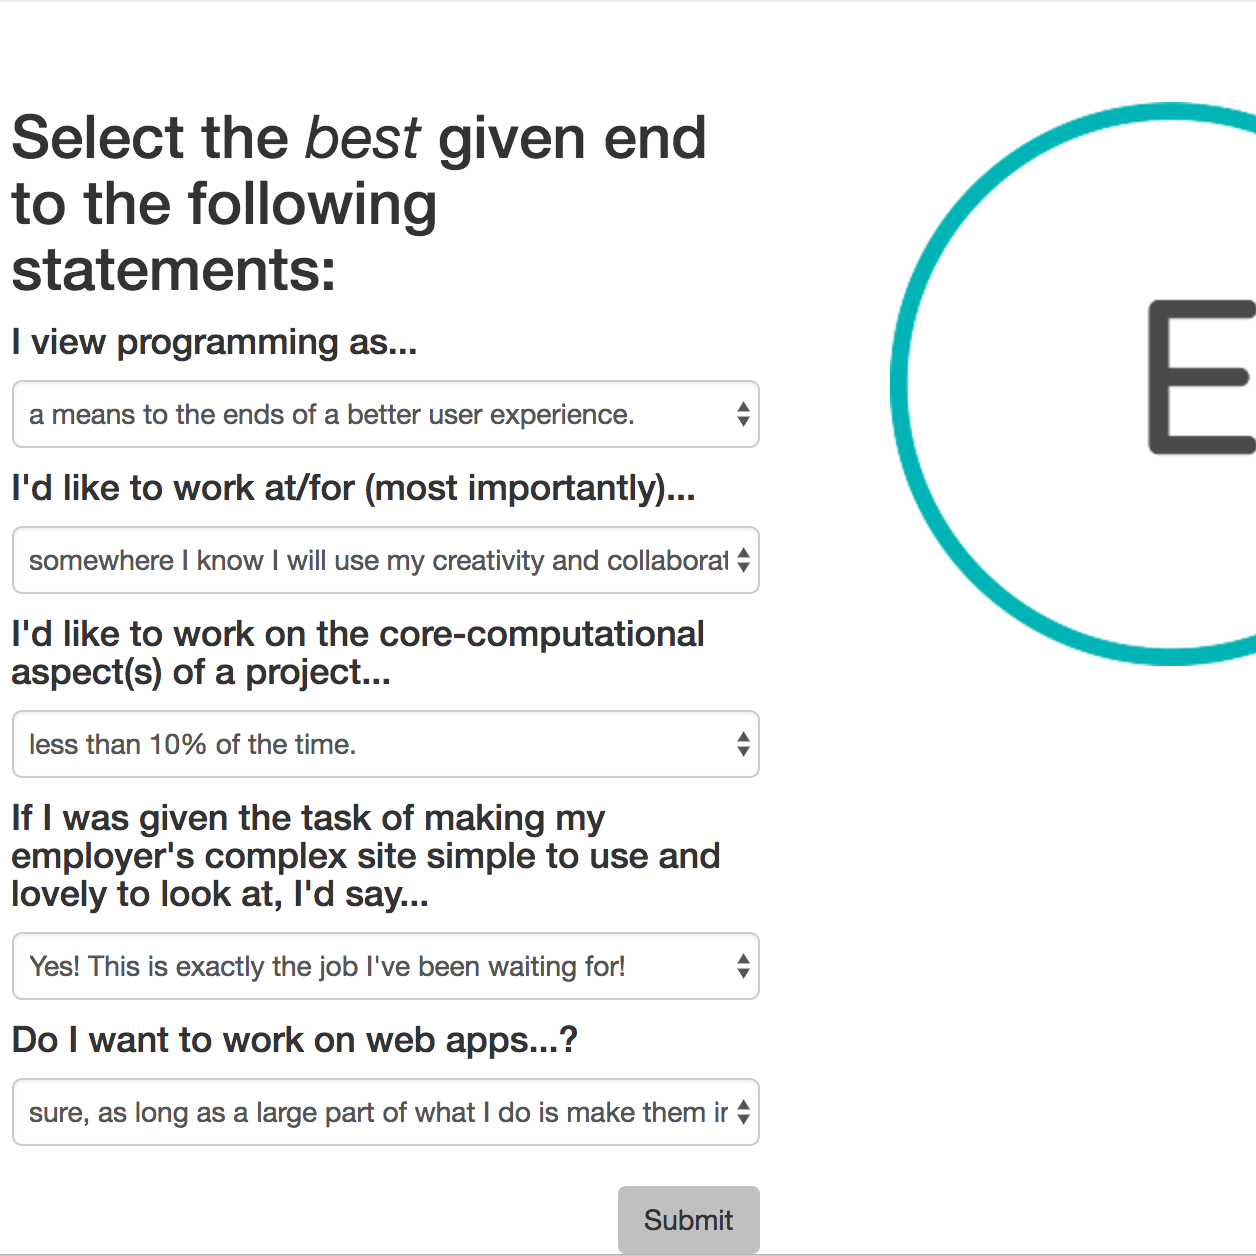 Select the best given end
to the following
statements:
I view programming as...
a means to the ends of a better user experience.
I'd like to work at/for (most importantly)...
somewhere I know I will use my creativity and collaborat
I'd like to work on the core-computational
aspect(s) of a project...
less than 10% of the time.
If I was given the task of making my
employer's complex site simple to use and
lovely to look at, I'd say...
Yes! This is exactly the job I've been waiting for!
Do I want to work on web apps...?
sure, as long as a large part of what I do is make them in
Submit
E